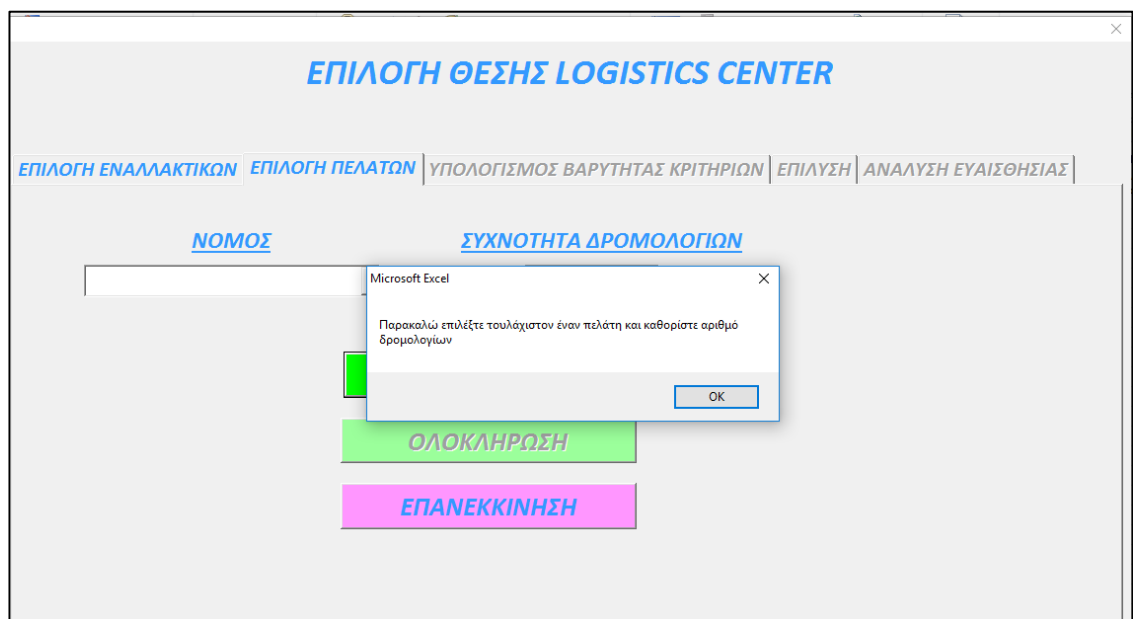 ΕΠΙΛΟΓΗ ΘΕΣΗΣ LOGISTICS CENTER
ΕΠΙΛΟΓΗ ΕΝΑΛΛΑΚΤΙΚΩΝ ΕΠΙΛΟΓΗ ΠΕΛΑΤΩΝ ΥΠΟΛΟΓΙΣΜΟΣ ΒΑΡΥΤΗΤΑΣ ΚΡΙΤΗΡΙΩΝ ΕΠΙΛΥΣΗ ΑΝΑΛΥΣΗ ΕΥΑΙΣΘΗΣΙΑΣ
ΝΟΜΟΣ ΣΥΧΝΟΤΗΤΑ ΔΡΟΜΟΛΟΓΙΩΝ
Microsoft Excel
Παρακαλώ επιλέξτε τουλάχιστον έναν πελάτη και καθορίστε αριθμό
δρομολογίων
OK
ΟΛΟΚΛΗΡΩΣΗ
ΕΠΑΝΕΚΚΙΝΗΣΗ